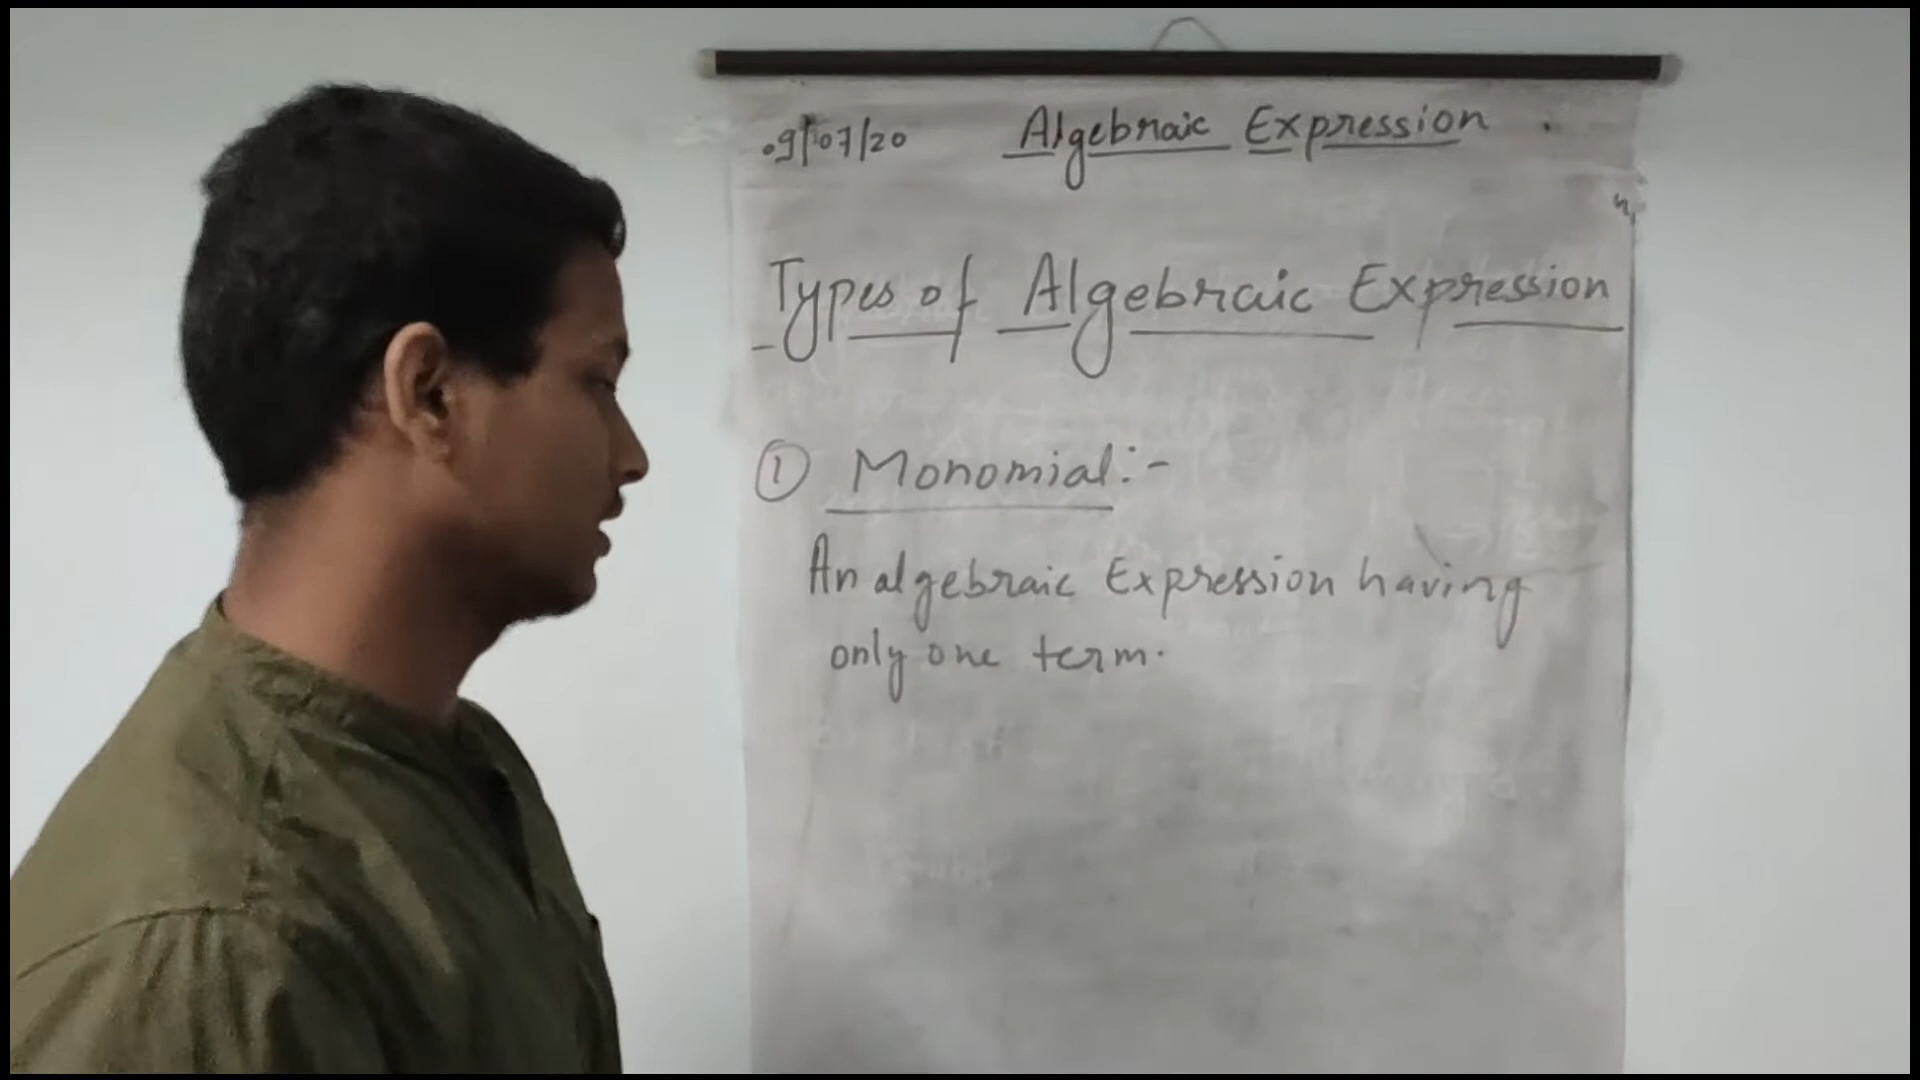 09/07/20 Algebraic Expression
Types of Algebraic Expression
① Monomial:-
An algebraic Expression having
only one term.